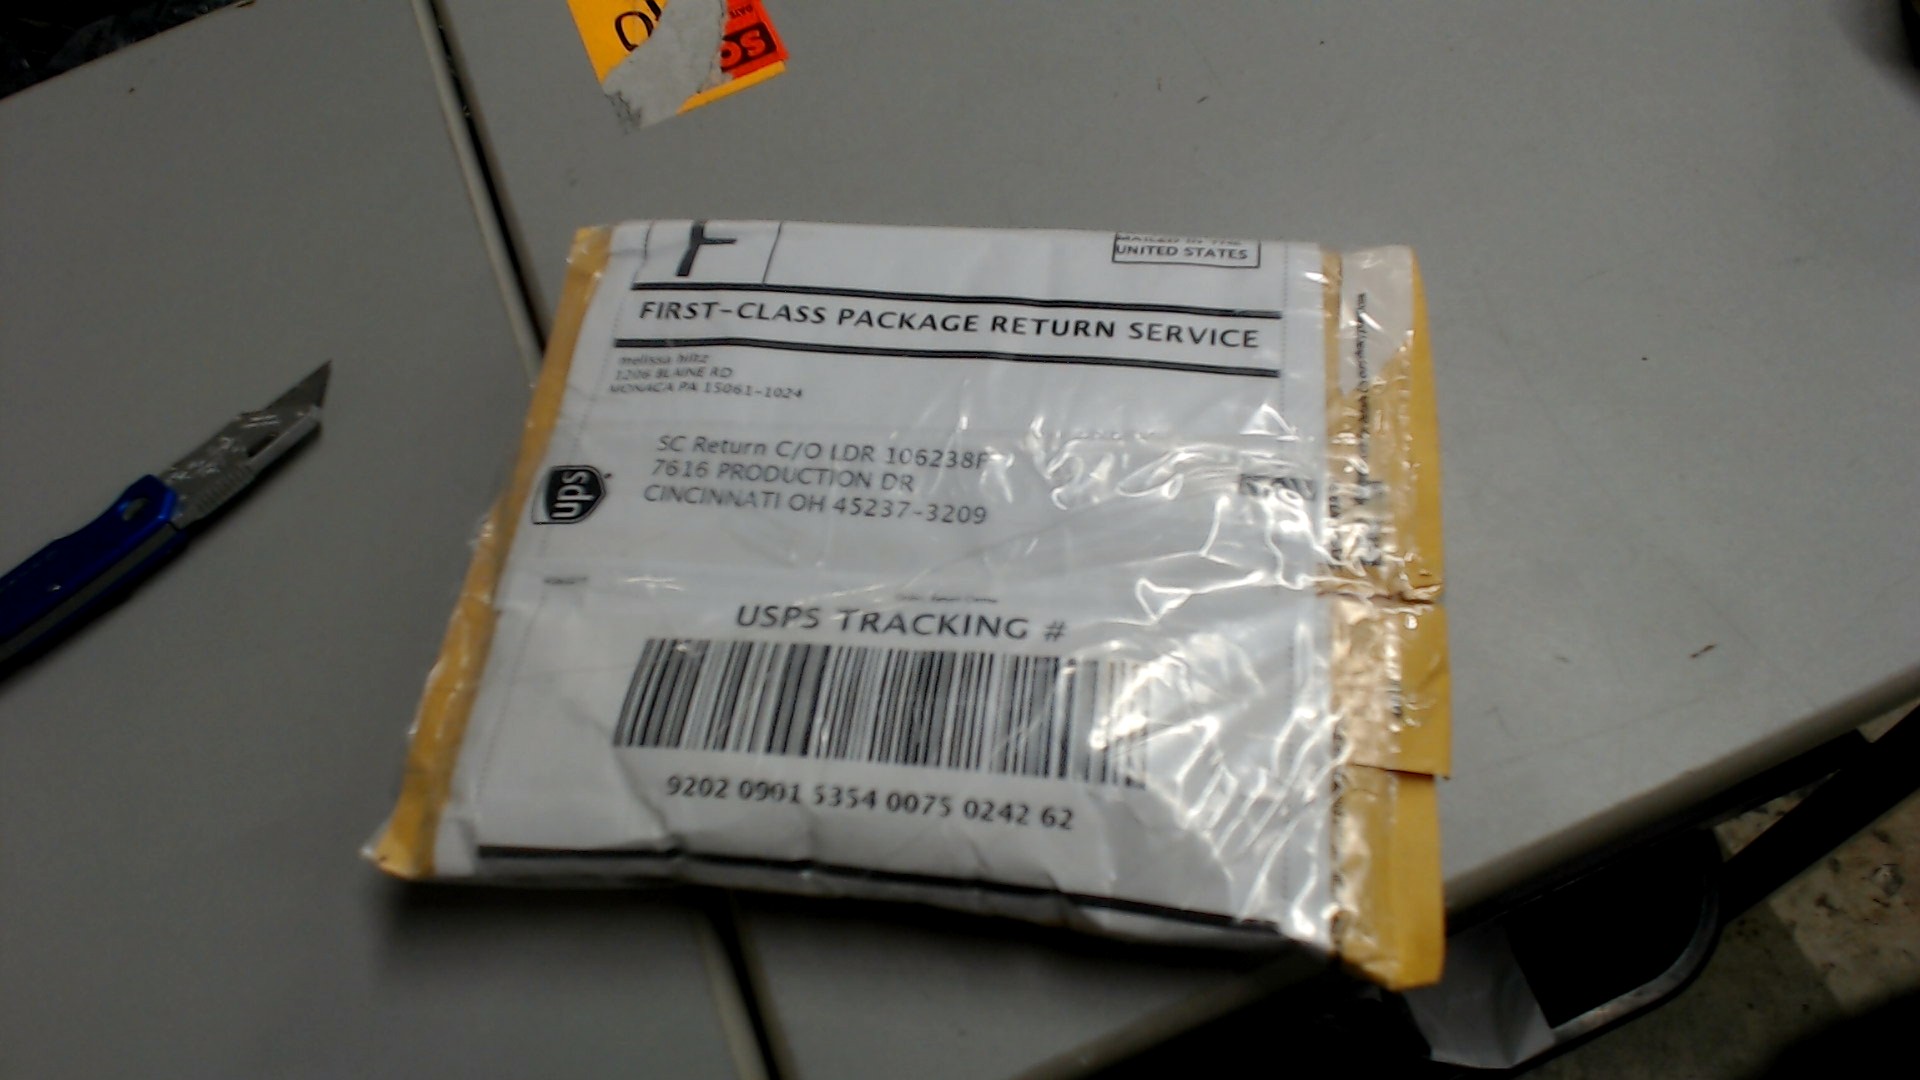 F
UNITED STATES
FIRST-CLASS PACKAGE RETURN SERVICE
melissa hiltz
1206 BLAINE RD
MONACA PA 15061-1024
SC Return C/O LDR 106238F
7616 PRODUCTION DR
CINCINNATI OH 45237-3209
ups
USPS TRACKING #
9202 0901 5354 0075 0242 62